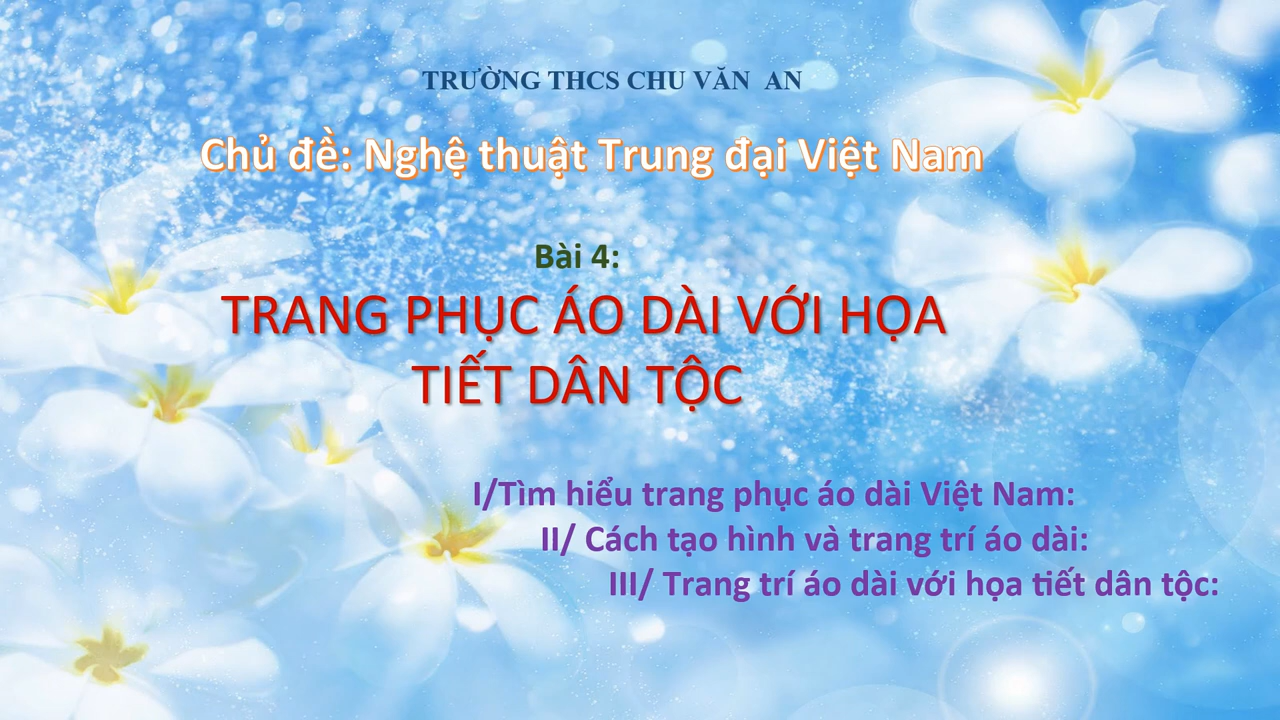 TRƯỜNG THCS CHU VĂN AN
Chủ đề: Nghệ thuật Trung đại Việt Nam
Bài 4:
TRANG PHỤC ÁO DÀI VỚI HỌA
TIẾT DÂN TỘC
I/Tìm hiểu trang phục áo dài Việt Nam:
II/ Cách tạo hình và trang trí áo dài:
III/ Trang trí áo dài với họa tiết dân tộc: